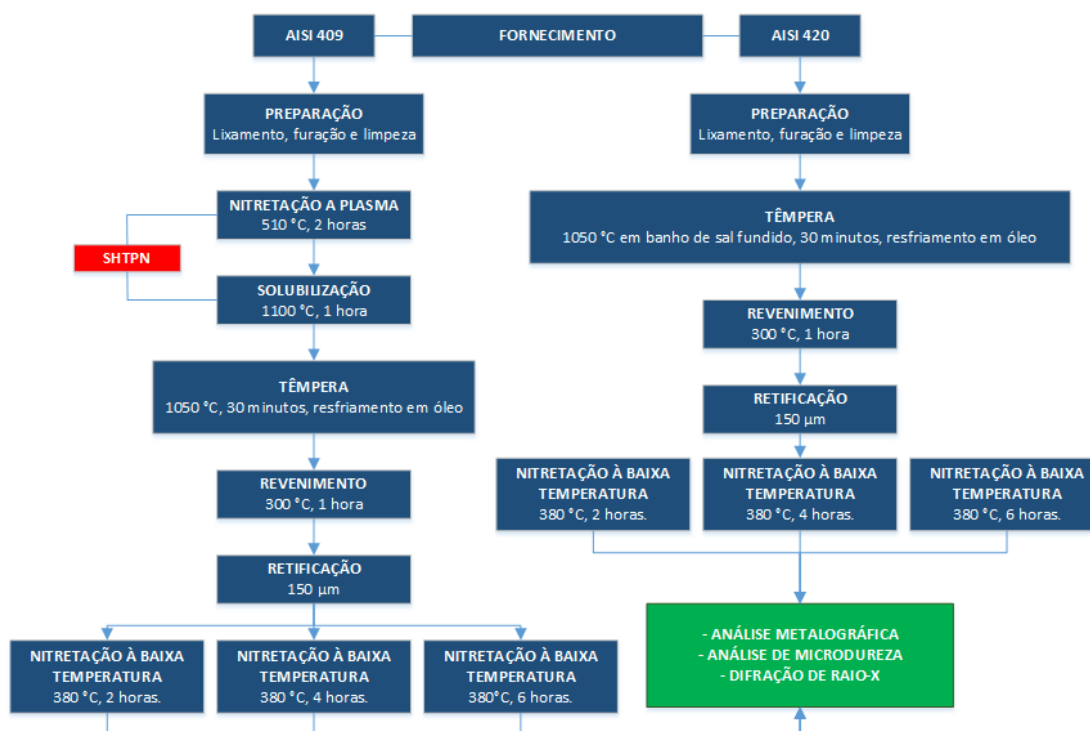 AISI 409
FORNECIMENTO
AISI 420
PREPARAÇÃO
Lixamento, furação e limpeza
NITRETAÇÃO A PLASMA
510 °C, 2 horas
SHTPN
SOLUBILIZAÇÃO
1100 °C, 1 hora
TÊMPERA
1050 °C, 30 minutos, resfriamento em óleo
REVENIMENTO
300 °C, 1 hora
RETIFICAÇÃO
150 µm
NITRETAÇÃO À BAIXA
TEMPERATURA
380 °C, 2 horas.
NITRETAÇÃO À BAIXA
TEMPERATURA
380 °C, 4 horas.
NITRETAÇÃO À BAIXA
TEMPERATURA
380°C, 6 horas.
PREPARAÇÃO
Lixamento, furação e limpeza
TÊMPERA
1050 °C em banho de sal fundido, 30 minutos, resfriamento em óleo
REVENIMENTO
300 °C, 1 hora
RETIFICAÇÃO
150 µm
NITRETAÇÃO À BAIXA
TEMPERATURA
380 °C, 2 horas.
NITRETAÇÃO À BAIXA
TEMPERATURA
380 °C, 4 horas.
NITRETAÇÃO À BAIXA
TEMPERATURA
380 °C, 6 horas.
- ANÁLISE METALOGRÁFICA
- ANÁLISE DE MICRODUREZA
- DIFRAÇÃO DE RAIO-X